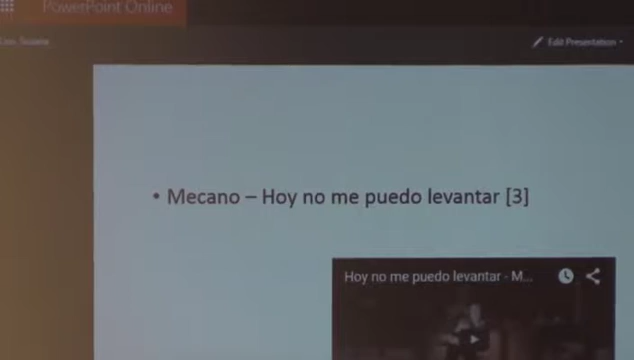 PowerPoint Online
Edit Presentation
• Mecano – Hoy no me puedo levantar [3]
Hoy no me puedo levantar - M...